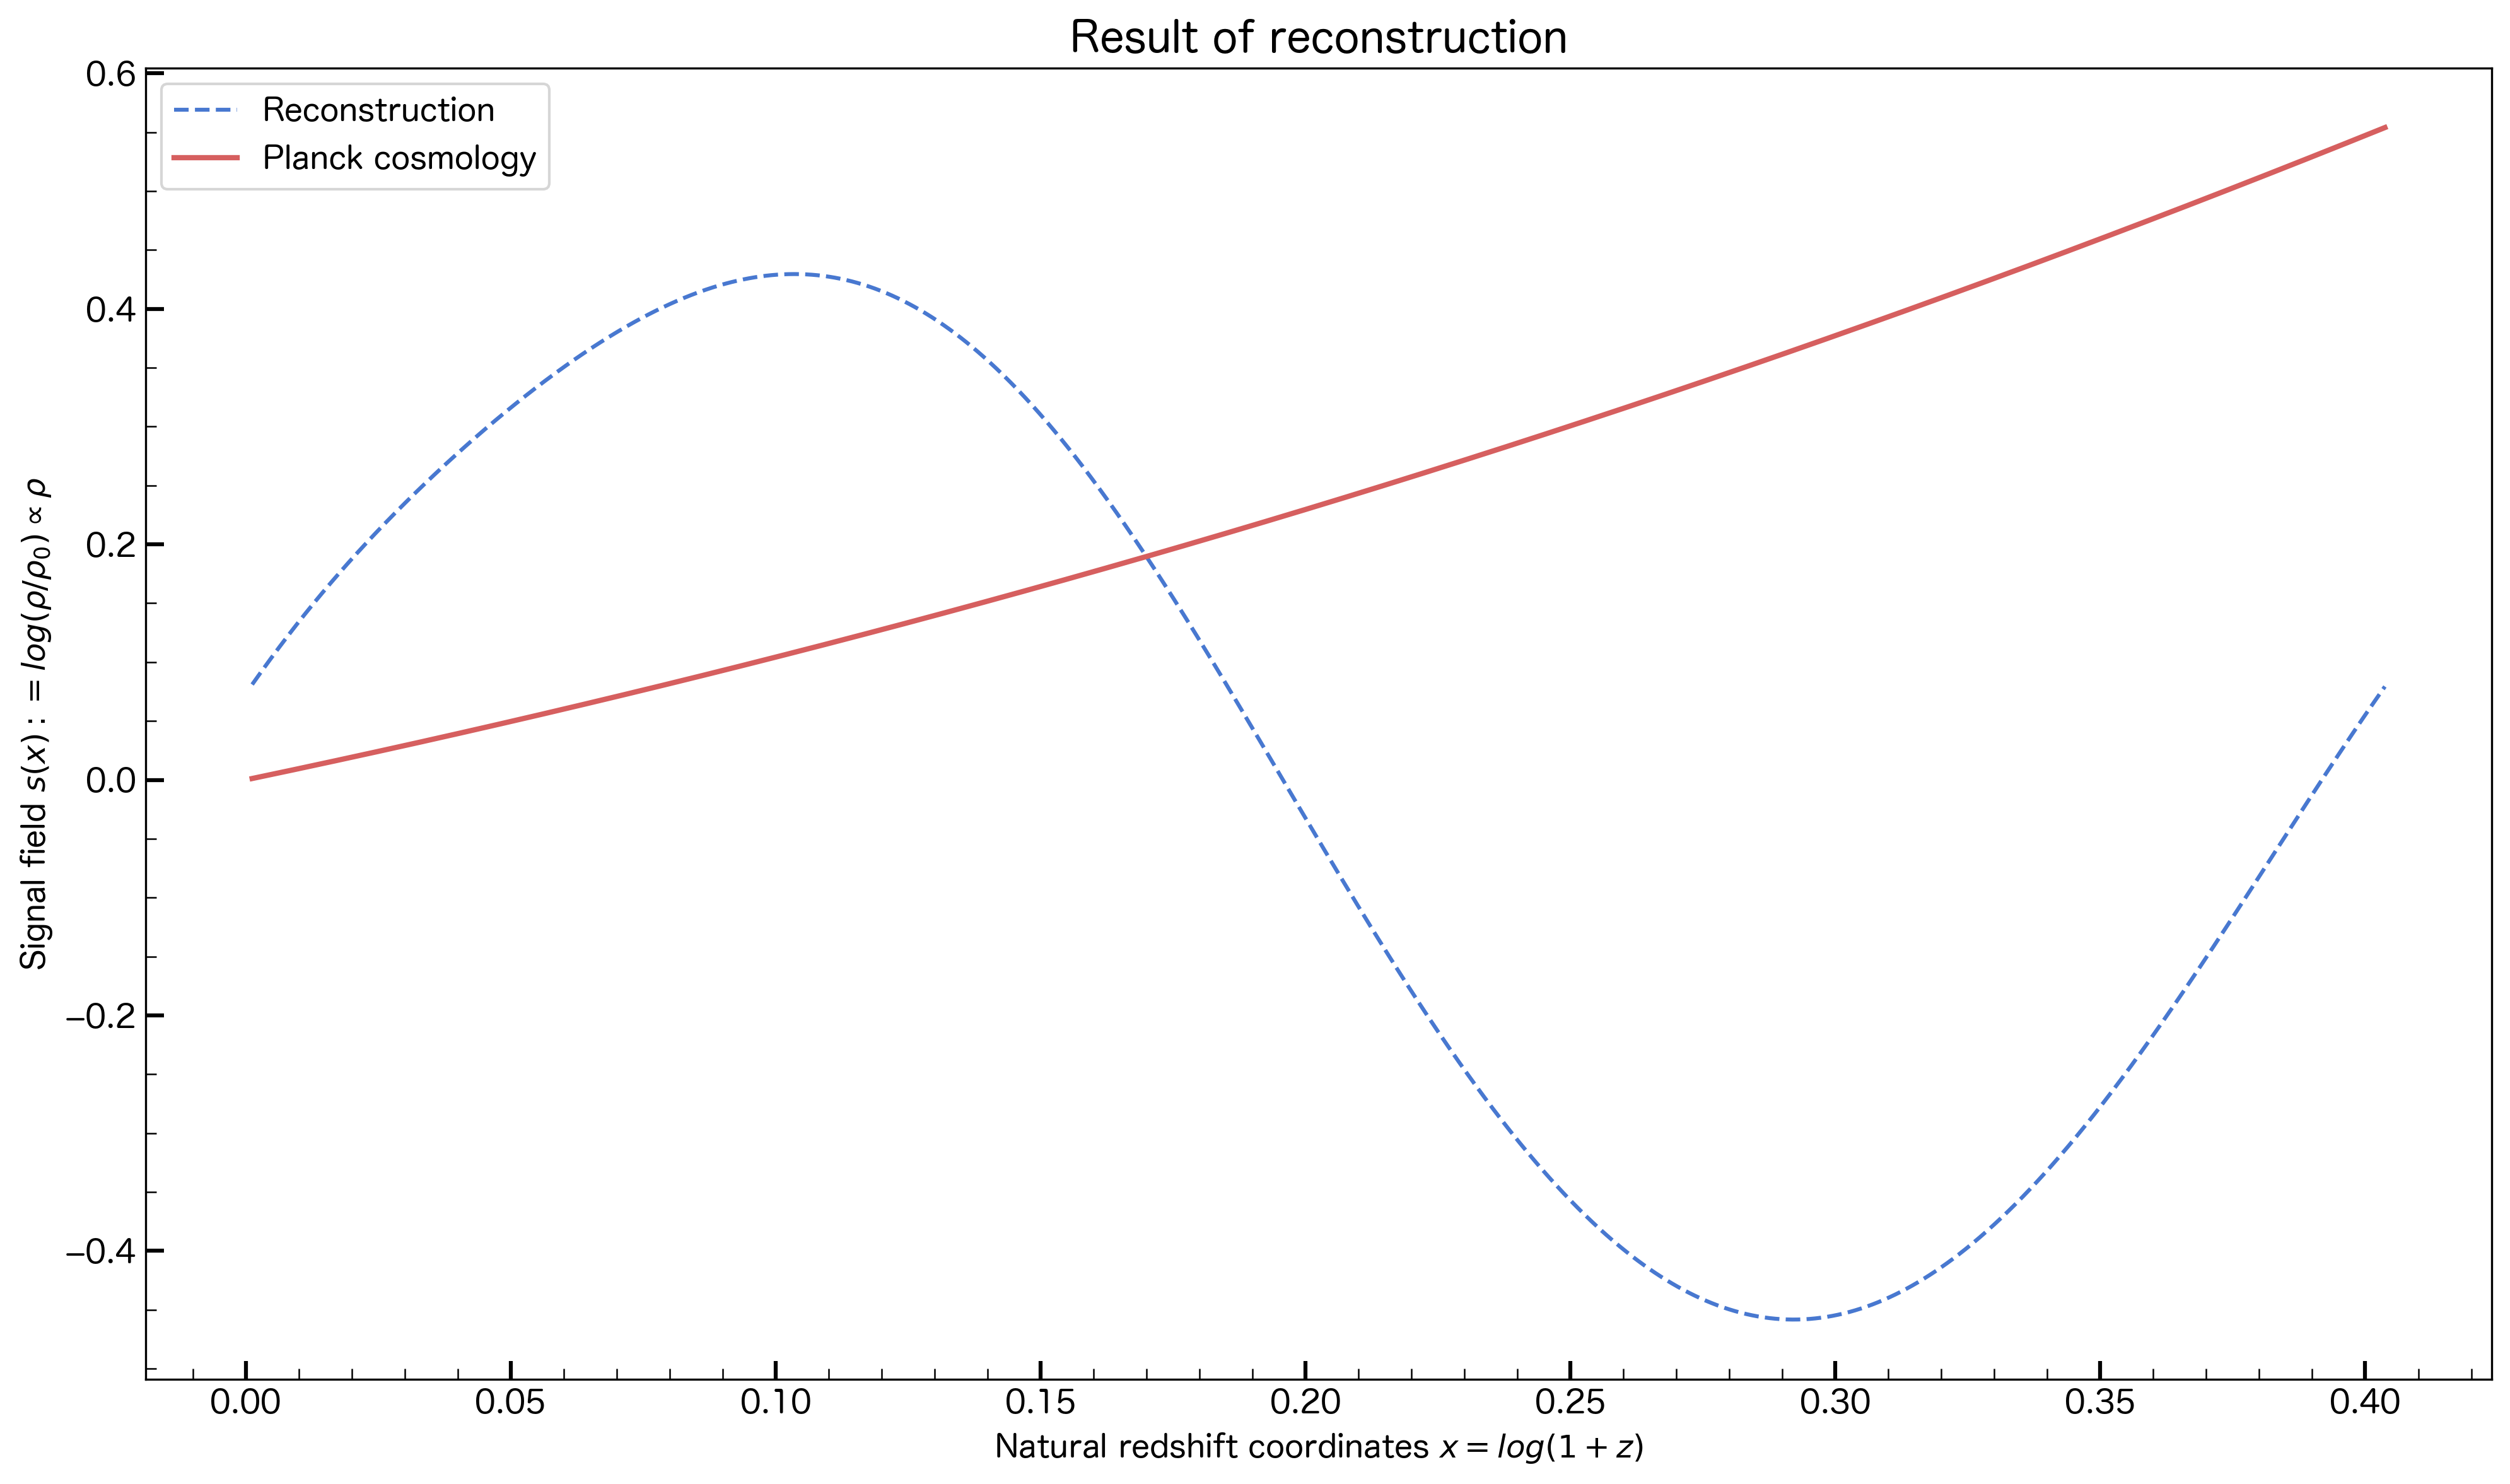 Result of reconstruction
Reconstruction
Planck cosmology
0.6
0.4
0.2
0.0
−0.2
−0.4
Signal field s(x) := log(ρ/ρ₀) ∝ ρ
0.00 0.05 0.10 0.15 0.20 0.25 0.30 0.35 0.40
Natural redshift coordinates x = log(1 + z)